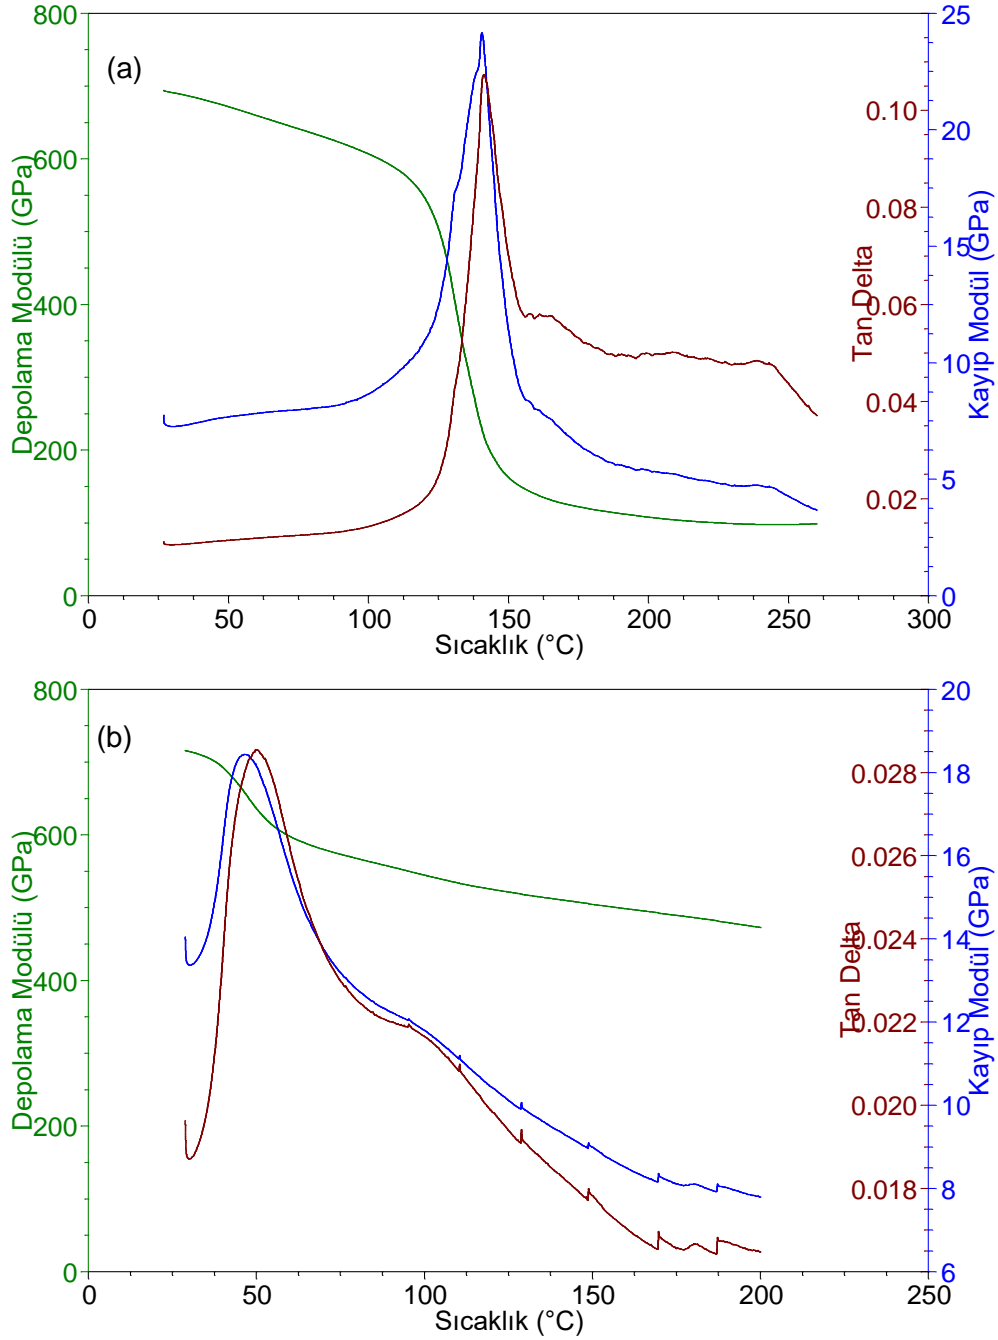 (a)
800
600
400
200
0
Depolama Modülü (GPa)
0.10
0.08
0.06
0.04
0.02
Tan Delta
25
20
15
10
5
0
Kayıp Modül (GPa)
0 50 100 150 200 250 300
Sıcaklık (°C)
(b)
800
600
400
200
0
Depolama Modülü (GPa)
0.028
0.026
0.024
0.022
0.020
0.018
Tan Delta
20
18
16
14
12
10
8
6
Kayıp Modül (GPa)
0 50 100 150 200 250
Sıcaklık (°C)